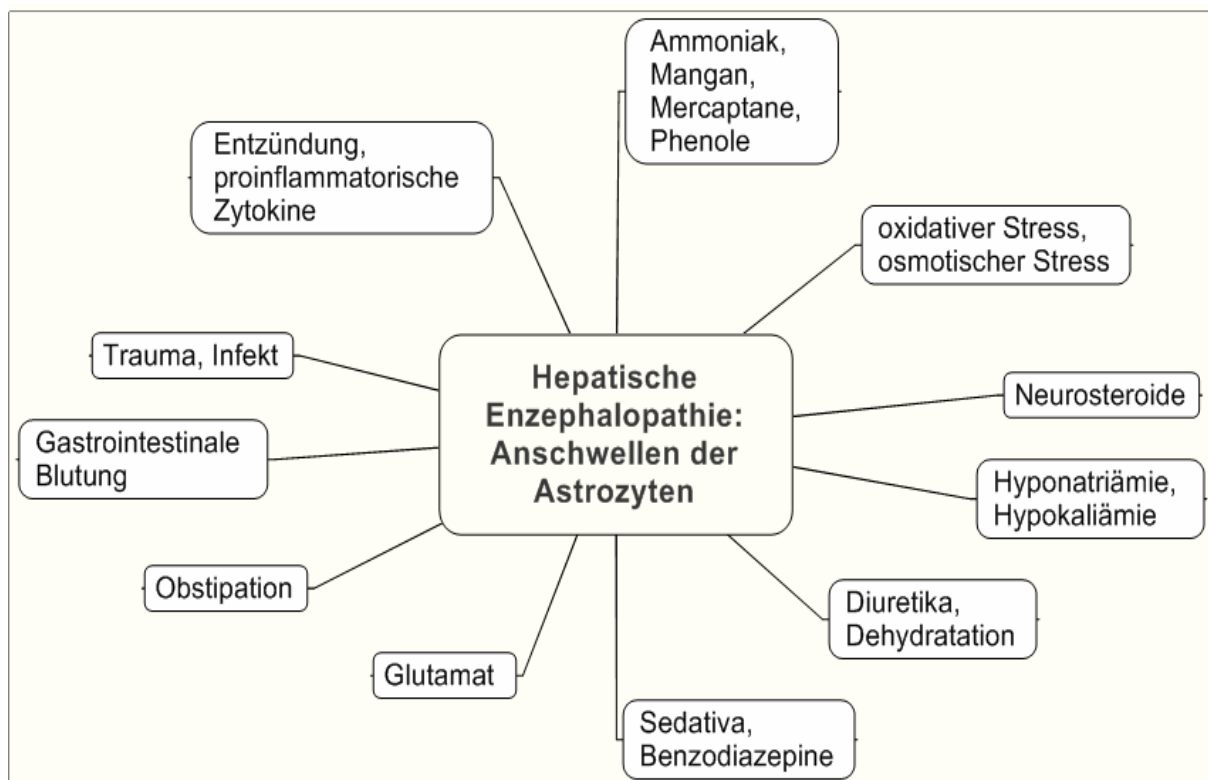 Ammoniak,
Mangan,
Mercaptane,
Phenole
Entzündung,
proinflammatorische
Zytokine
oxidativer Stress,
osmotischer Stress
Trauma, Infekt
Hepatische
Enzephalopathie:
Anschwellen der
Astrozyten
Neurosteroide
Gastrointestinale
Blutung
Hyponatriämie,
Hypokaliämie
Obstipation
Diuretika,
Dehydratation
Glutamat
Sedativa,
Benzodiazepine